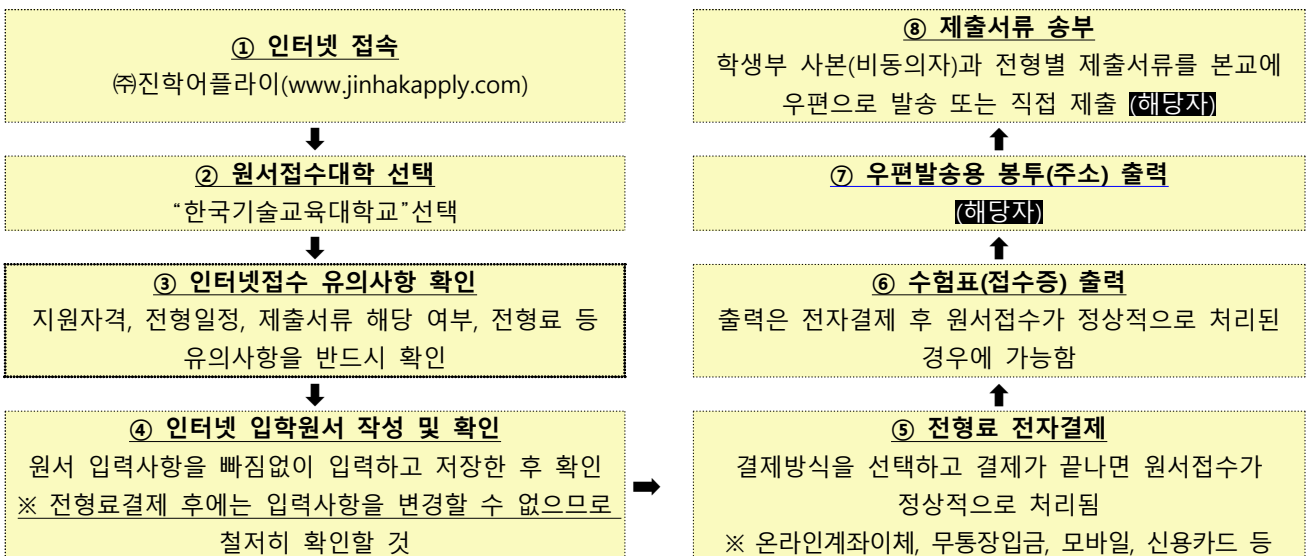 ① 인터넷 접속
㈜진학어플라이(www.jinhakapply.com)
② 원서접수대학 선택
“한국기술교육대학교”선택
③ 인터넷접수 유의사항 확인
지원자격, 전형일정, 제출서류 해당 여부, 전형료 등
유의사항을 반드시 확인
④ 인터넷 입학원서 작성 및 확인
원서 입력사항을 빠짐없이 입력하고 저장한 후 확인
※ 전형료결제 후에는 입력사항을 변경할 수 없으므로
철저히 확인할 것
⑤ 전형료 전자결제
결제방식을 선택하고 결제가 끝나면 원서접수가
정상적으로 처리됨
※ 온라인계좌이체, 무통장입금, 모바일, 신용카드 등
⑥ 수험표(접수증) 출력
출력은 전자결제 후 원서접수가 정상적으로 처리된
경우에 가능함
⑦ 우편발송용 봉투(주소) 출력
(해당자)
⑧ 제출서류 송부
학생부 사본(비동의자)과 전형별 제출서류를 본교에
우편으로 발송 또는 직접 제출 (해당자)